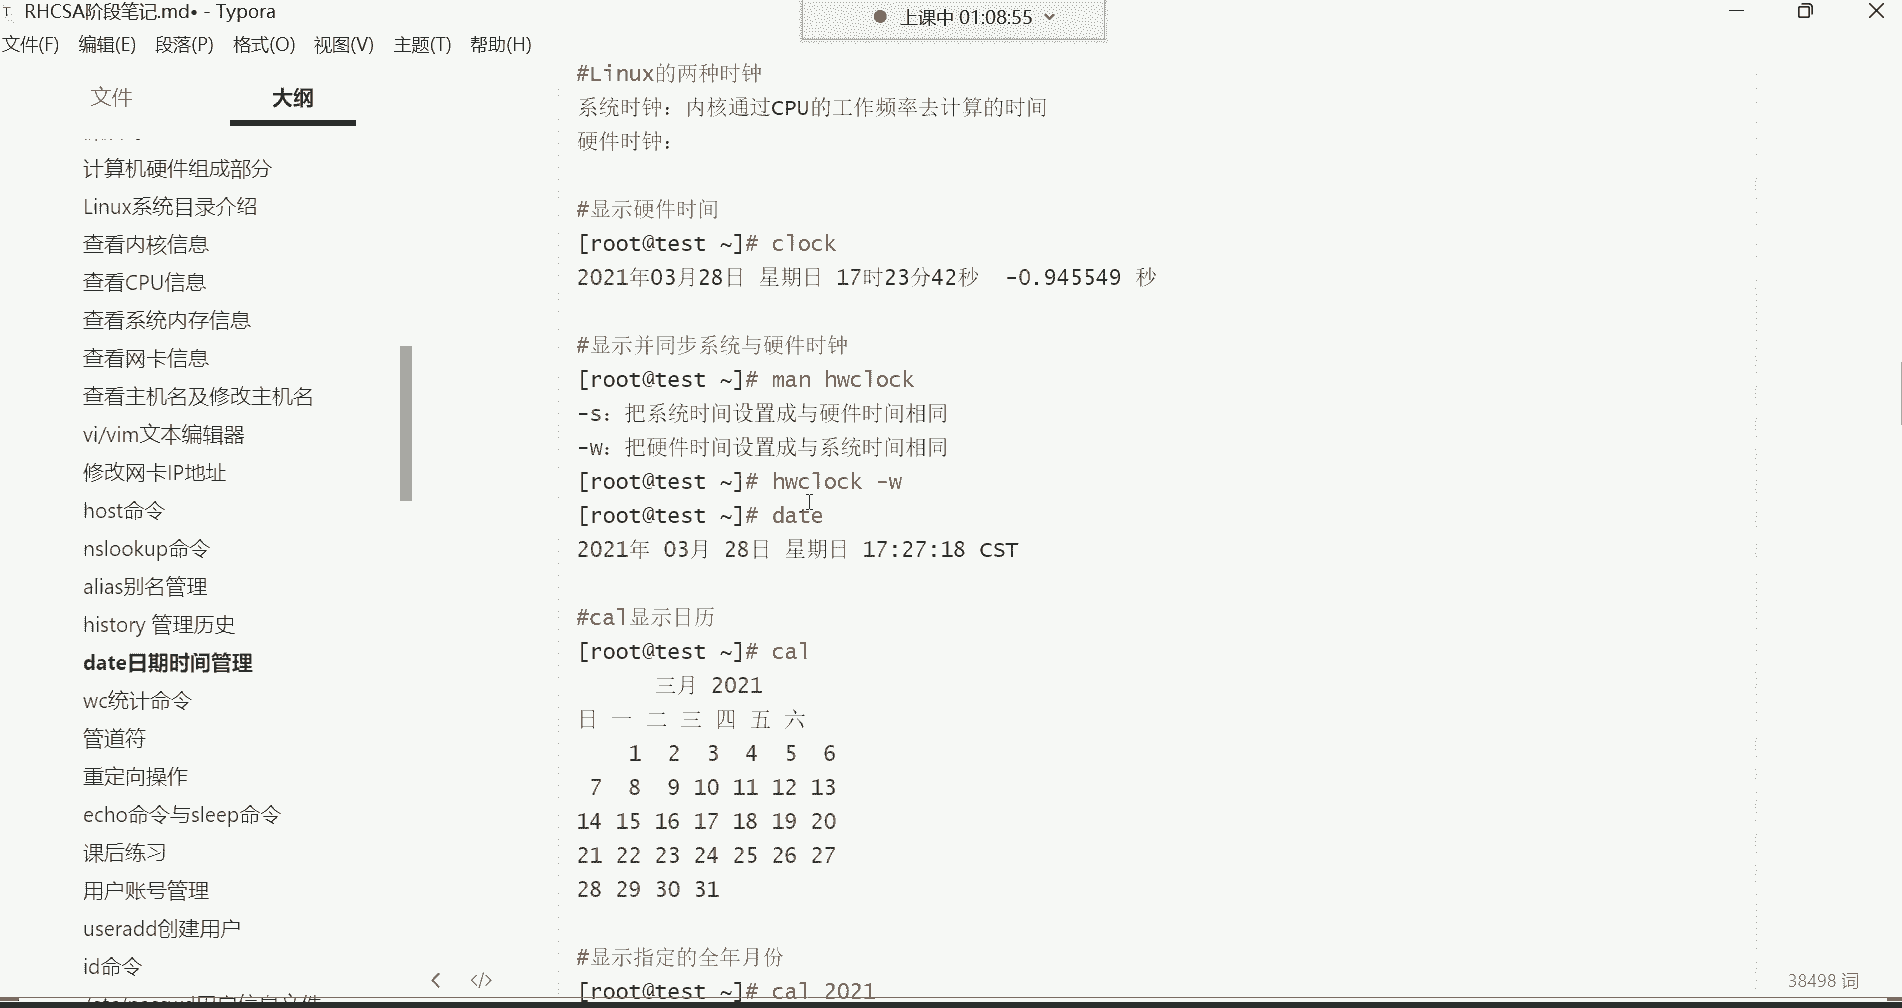 RHCSA阶段笔记.md• - Typora
上课中 01:08:55
文件(F) 编辑(E) 段落(P) 格式(O) 视图(V) 主题(T) 帮助(H)
文件 大纲
计算机硬件组成部分
Linux系统目录介绍
查看内核信息
查看CPU信息
查看系统内存信息
查看网卡信息
查看主机名及修改主机名
vi/vim文本编辑器
修改网卡IP地址
host命令
nslookup命令
alias别名管理
history 管理历史
date日期时间管理
wc统计命令
管道符
重定向操作
echo命令与sleep命令
课后练习
用户账号管理
useradd创建用户
id命令
#Linux的两种时钟
系统时钟：内核通过CPU的工作频率去计算的时间
硬件时钟：
#显示硬件时间
[root@test ~]# clock
2021年03月28日 星期日 17时23分42秒  -0.945549 秒
#显示并同步系统与硬件时钟
[root@test ~]# man hwclock
-s：把系统时间设置成与硬件时间相同
-w：把硬件时间设置成与系统时间相同
[root@test ~]# hwclock -w
[root@test ~]# date
2021年 03月 28日 星期日 17:27:18 CST
#cal显示日历
[root@test ~]# cal
三月 2021
日 一 二 三 四 五 六
1 2 3 4 5 6
7 8 9 10 11 12 13
14 15 16 17 18 19 20
21 22 23 24 25 26 27
28 29 30 31
#显示指定的全年月份
[root@test ~]# cal 2021
38498 词